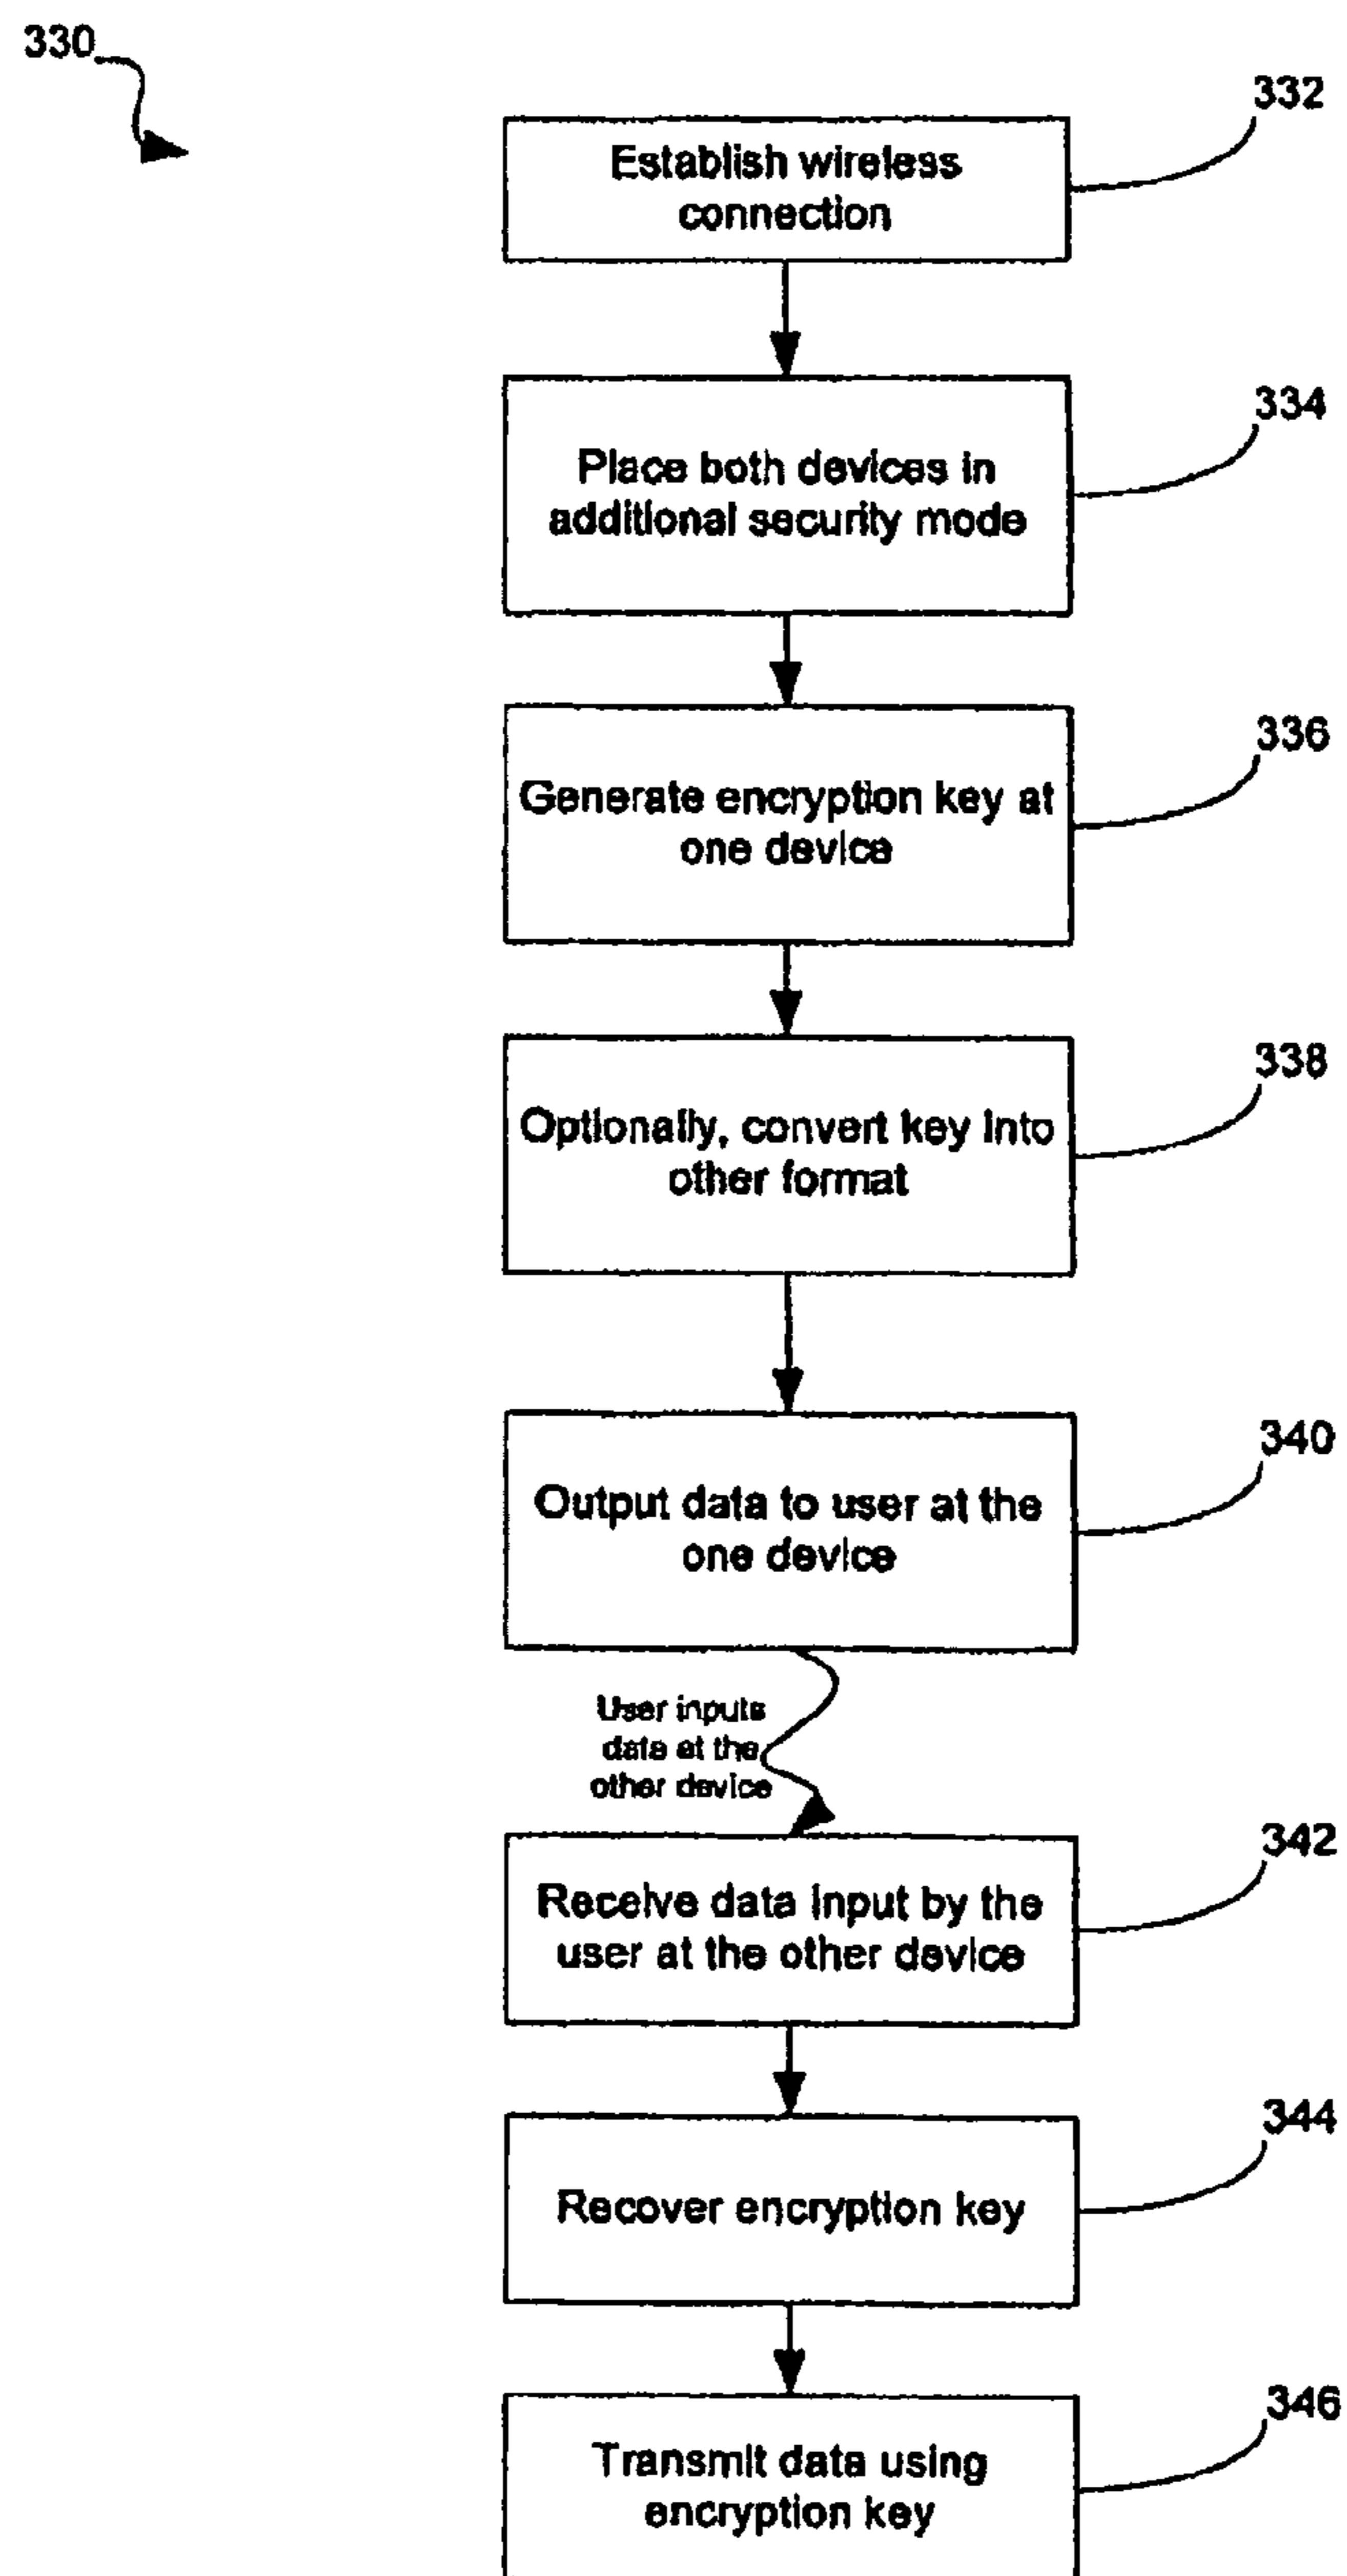 330
332
Establish wireless
connection
334
Place both devices in
additional security mode
336
Generate encryption key at
one device
338
Optionally, convert key into
other format
340
Output data to user at the
one device
User inputs
data at the
other device
342
Receive data input by the
user at the other device
344
Recover encryption key
346
Transmit data using
encryption key